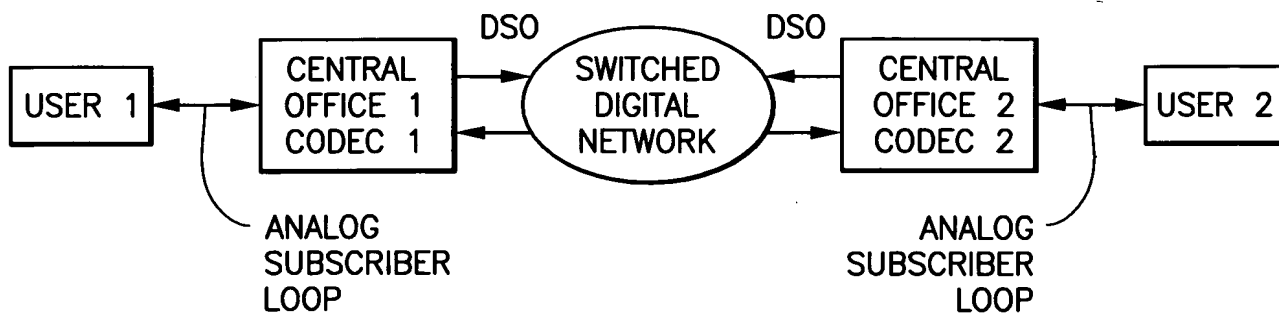 DSO
DSO
USER 1
CENTRAL
OFFICE 1
CODEC 1
SWITCHED
DIGITAL
NETWORK
CENTRAL
OFFICE 2
CODEC 2
USER 2
ANALOG
SUBSCRIBER
LOOP
ANALOG
SUBSCRIBER
LOOP